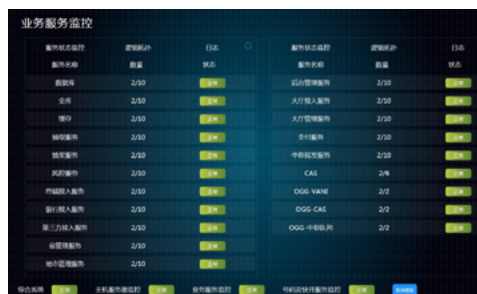 业务服务监控
服务状态监控 逻辑拓扑 日志
服务名称 数量 状态
数据库 2/10 正常
全库 2/10 正常
缓存 2/10 正常
抽取服务 2/10 正常
抽奖服务 2/10 正常
风控服务 2/10 正常
终端接入服务 2/10 正常
银行接入服务 2/10 正常
第三方接入服务 2/10 正常
省管理服务 2/10 正常
地市管理服务 2/10 正常
服务状态监控 逻辑拓扑 日志
服务名称 数量 状态
后台管理服务 2/10 正常
大厅接入服务 2/10 正常
大厅管理服务 2/10 正常
支付服务 2/10 正常
2/10 正常
CAS 2/6 正常
OGG-VANI 2/2 正常
OGG-CAS 2/2 正常
OGG-中彩队列 2/2 正常
综合系统 正常 主机服务器监控 正常 业务服务监控 正常 号码及快开服务监控 正常